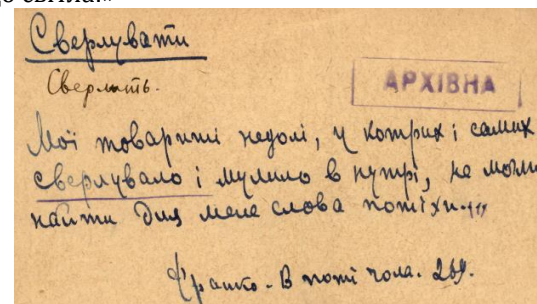 Сверлувати
Сверлить.
АРХІВНА
Мої товариші недолі, у котрих і самих
сверлувало і мулило в нутрі, не могли
найти для мене слова потіхи.
Франко - В поті чола. 269.